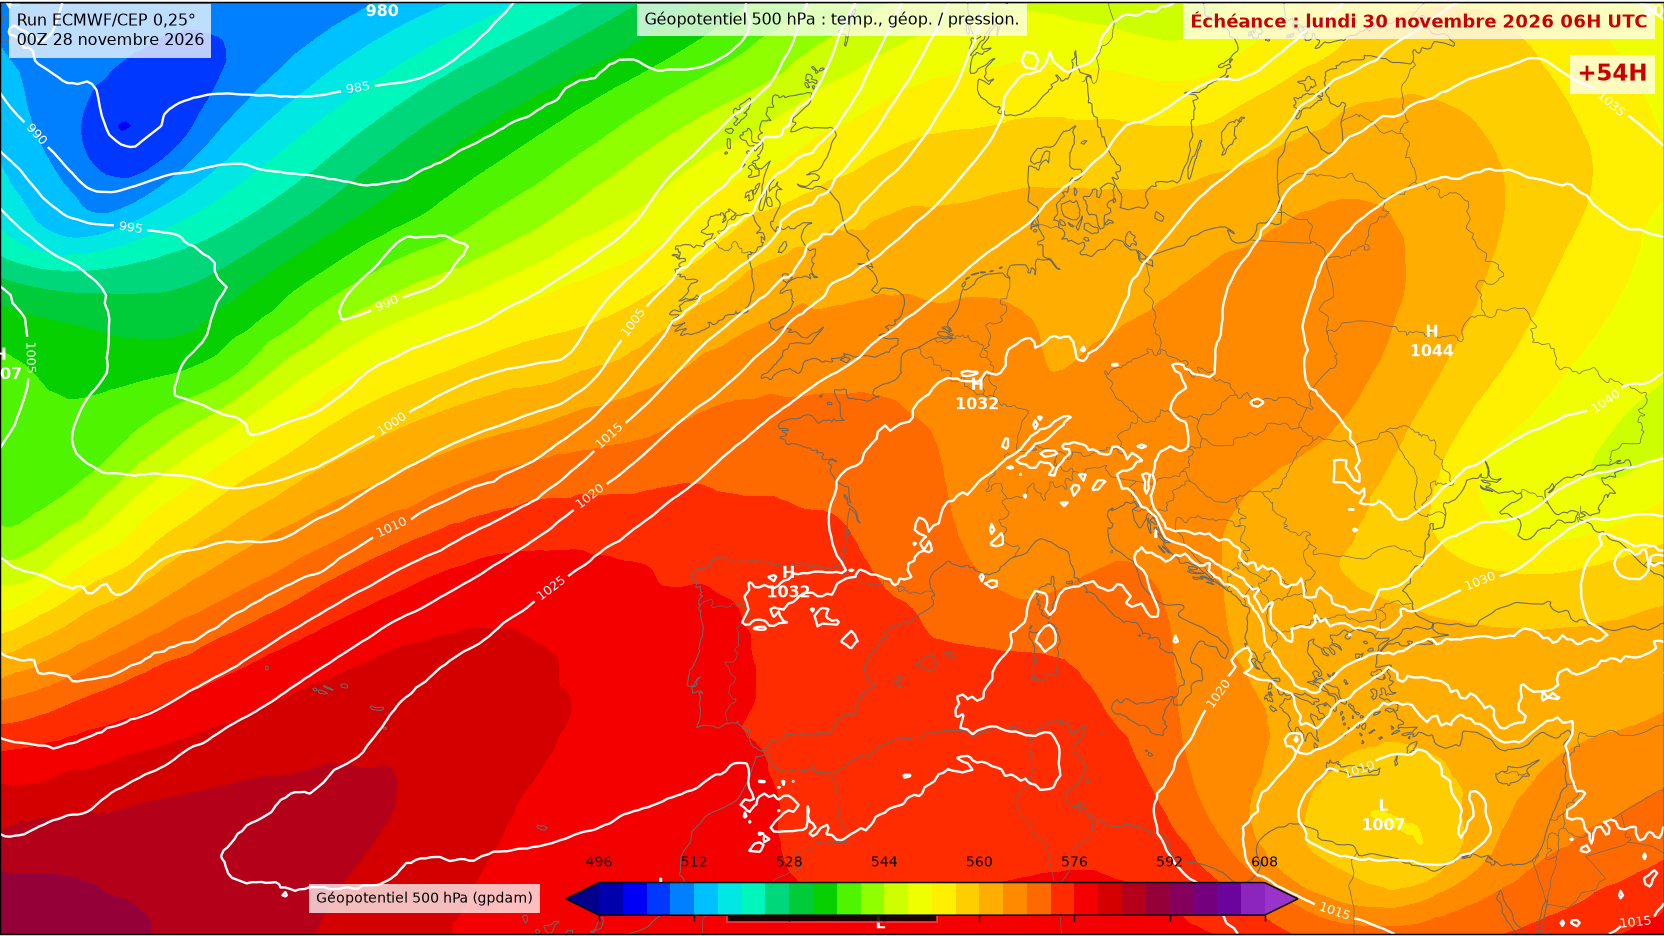 Run ECMWF/CEP 0,25°
00Z 28 novembre 2026
980
Géopotentiel 500 hPa : temp., géop. / pression.
Échéance : lundi 30 novembre 2026 06H UTC
+54H
985
990
995
990
1005
1005
07
1000
1010
1015
1020
1025
1035
H
1044
H
1032
H
1032
1040
1030
1020
1010
L
1007
1015
1015
L
496 512 528 544 560 576 592 608
Géopotentiel 500 hPa (gpdam)